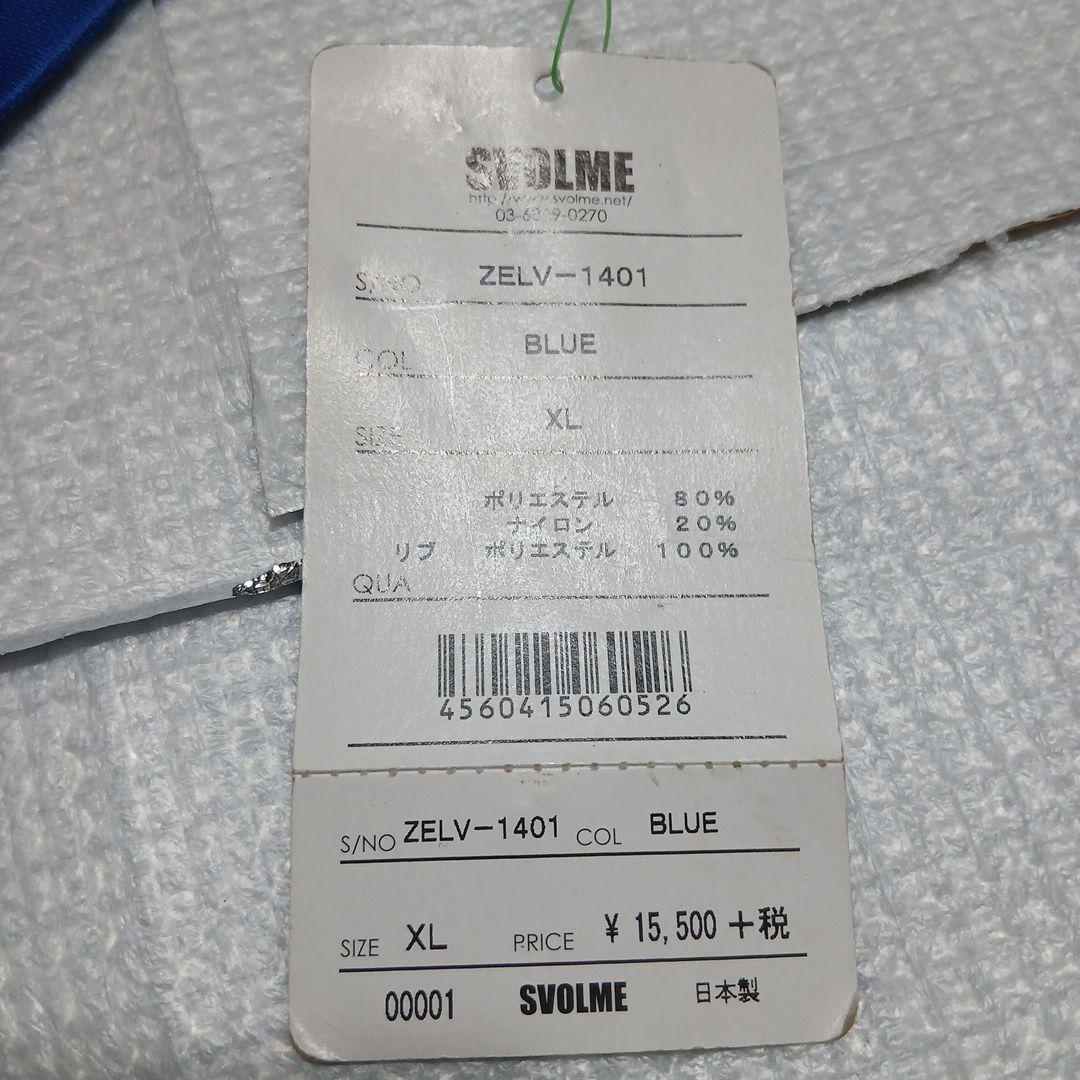 SVOLME
http://www.svolme.net/
S/NO ZELV-1401
COL BLUE
SIZE XL
ポリエステル 80%
ナイロン 20%
リブ ポリエステル 100%
QUA
4560415060526
S/NO ZELV-1401 COL BLUE
SIZE XL PRICE ¥ 15,500 +税
00001 SVOLME 日本製